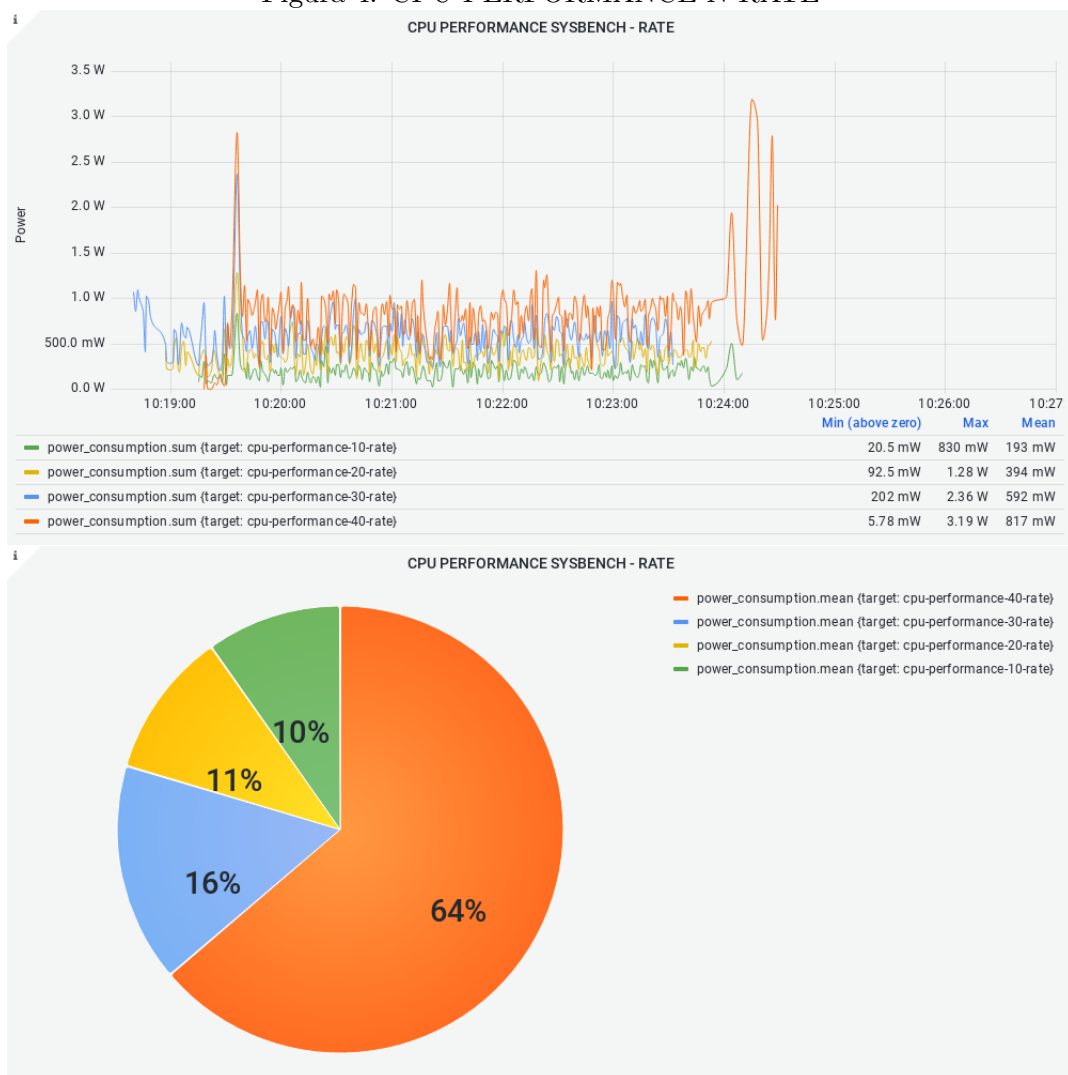 Figura 4: CPU PERFORMANCE N RATE
i
CPU PERFORMANCE SYSBENCH - RATE
3.5 W
3.0 W
2.5 W
2.0 W
1.5 W
1.0 W
500.0 mW
0.0 W
Power
10:19:00 10:20:00 10:21:00 10:22:00 10:23:00 10:24:00 10:25:00 10:26:00 10:27
Min (above zero) Max Mean
power_consumption.sum {target: cpu-performance-10-rate} 20.5 mW 830 mW 193 mW
power_consumption.sum {target: cpu-performance-20-rate} 92.5 mW 1.28 W 394 mW
power_consumption.sum {target: cpu-performance-30-rate} 202 mW 2.36 W 592 mW
power_consumption.sum {target: cpu-performance-40-rate} 5.78 mW 3.19 W 817 mW
i
CPU PERFORMANCE SYSBENCH - RATE
power_consumption.mean {target: cpu-performance-40-rate}
power_consumption.mean {target: cpu-performance-30-rate}
power_consumption.mean {target: cpu-performance-20-rate}
power_consumption.mean {target: cpu-performance-10-rate}
10%
11%
16%
64%